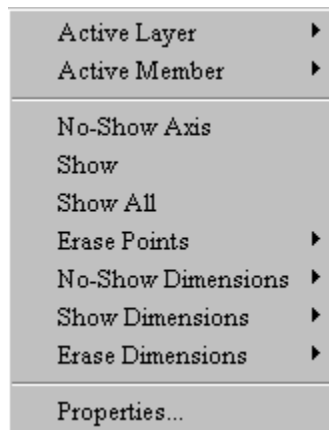 Active Layer
Active Member
No-Show Axis
Show
Show All
Erase Points
No-Show Dimensions
Show Dimensions
Erase Dimensions
Properties...